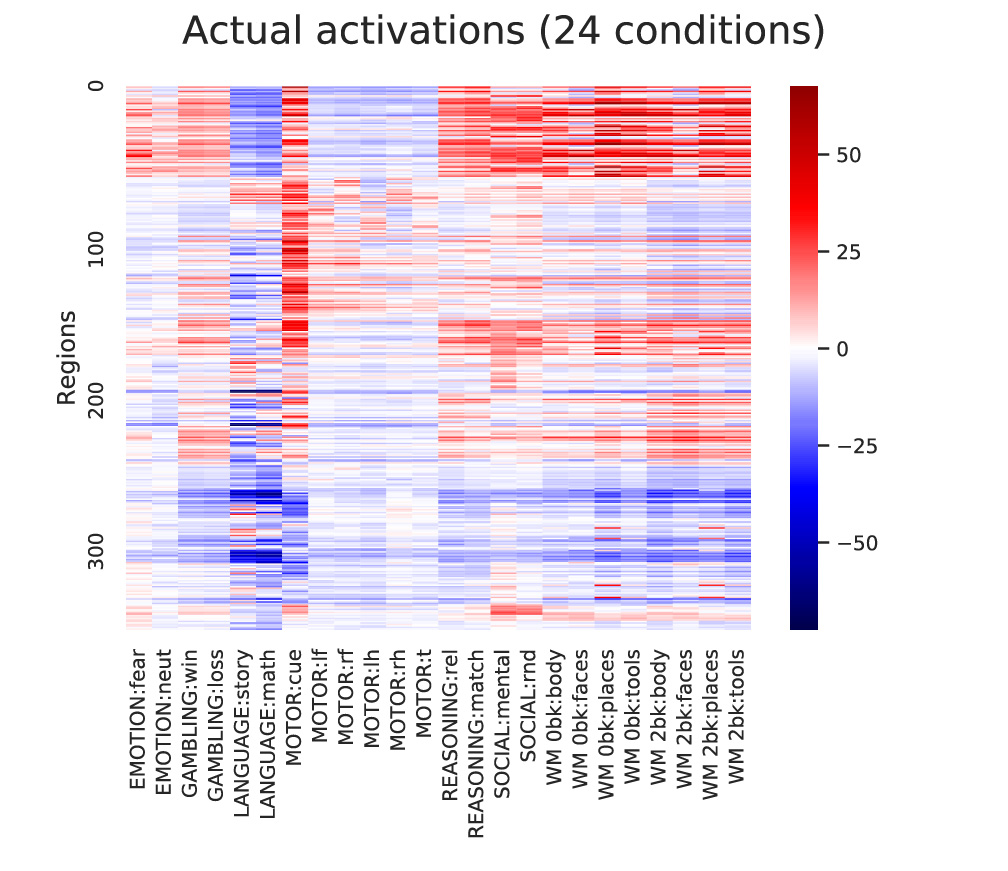 Actual activations (24 conditions)
0
100
200
300
Regions
50
25
0
−25
−50
EMOTION:fear
EMOTION:neut
GAMBLING:win
GAMBLING:loss
LANGUAGE:story
LANGUAGE:math
MOTOR:cue
MOTOR:lf
MOTOR:rf
MOTOR:lh
MOTOR:rh
MOTOR:t
REASONING:rel
REASONING:match
SOCIAL:mental
SOCIAL:rnd
WM 0bk:body
WM 0bk:faces
WM 0bk:places
WM 0bk:tools
WM 2bk:body
WM 2bk:faces
WM 2bk:places
WM 2bk:tools